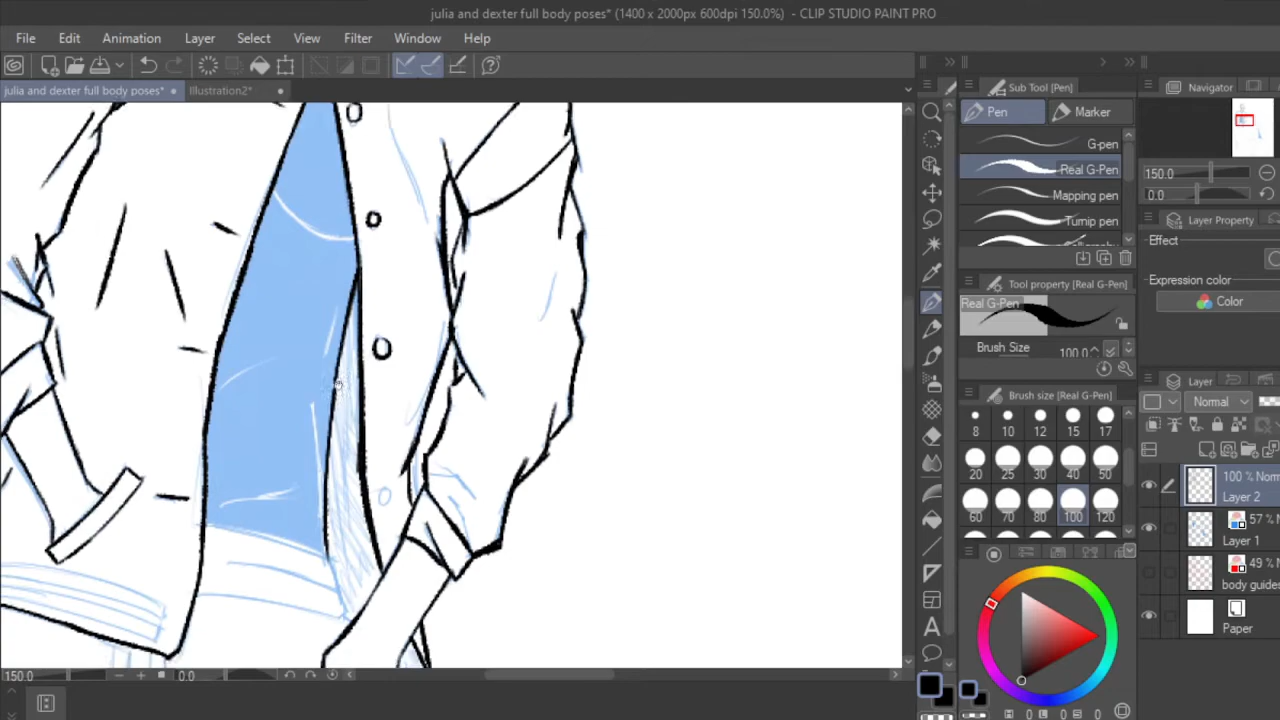 julia and dexter full body poses* (1400 x 2000px 600dpi 150.0%) - CLIP STUDIO PAINT PRO
File Edit Animation Layer Select View Filter Window Help
julia and dexter full body poses* Illustration2*
Sub Tool [Pen]
Navigator
Pen Marker
G-pen
Real G-Pen
Mapping pen
Turnip pen
150.0
0.0
Layer Property
Effect
Expression color
Color
Tool property [Real G-Pen]
Real G-Pen
Brush Size 100.0
Brush size [Real G-Pen]
8 10 12 15 17
20 25 30 40 50
60 70 80 100 120
Layer
Normal
100 % Norm
Layer 2
57 % N
Layer 1
49 % N
body guides
Paper
150.0 0.0
H 0 L 0 S 0